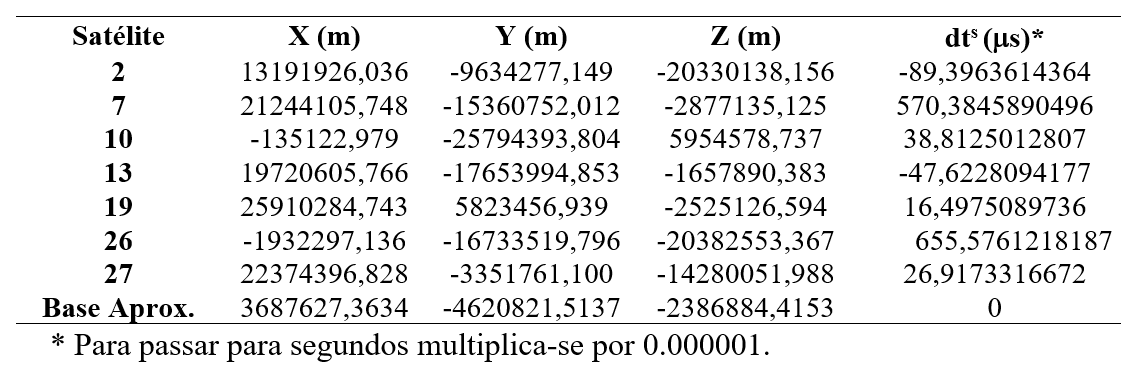 Satélite X (m) Y (m) Z (m) dtˢ (µs)*
2 13191926,036 -9634277,149 -20330138,156 -89,3963614364
7 21244105,748 -15360752,012 -2877135,125 570,3845890496
10 -135122,979 -25794393,804 5954578,737 38,8125012807
13 19720605,766 -17653994,853 -1657890,383 -47,6228094177
19 25910284,743 5823456,939 -2525126,594 16,4975089736
26 -1932297,136 -16733519,796 -20382553,367 655,5761218187
27 22374396,828 -3351761,100 -14280051,988 26,9173316672
Base Aprox. 3687627,3634 -4620821,5137 -2386884,4153 0
* Para passar para segundos multiplica-se por 0.000001.